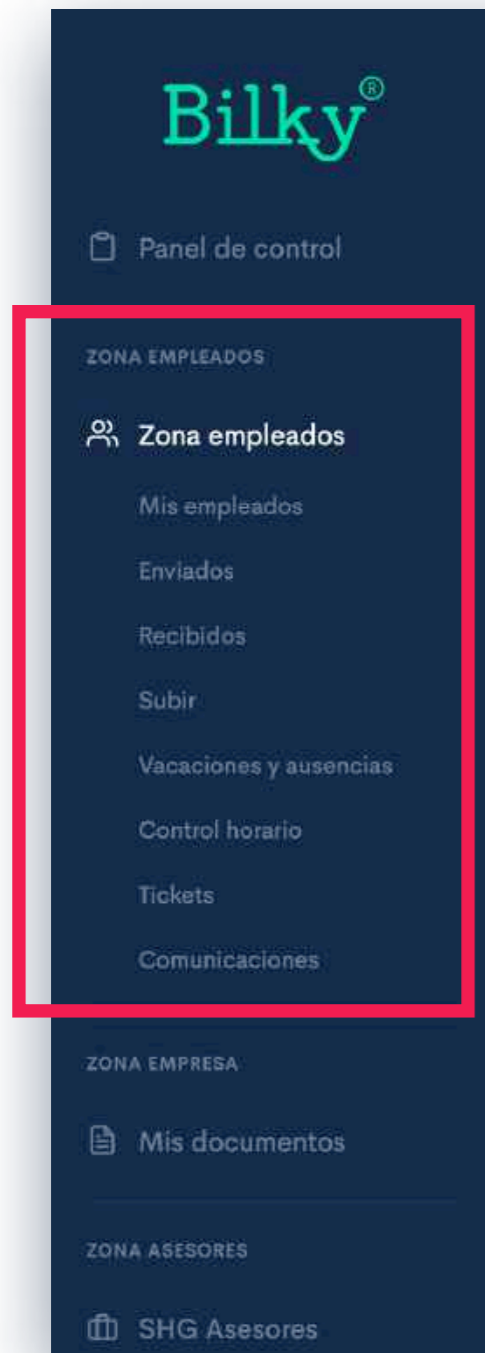 Bilky®
Panel de control
ZONA EMPLEADOS
Zona empleados
Mis empleados
Enviados
Recibidos
Subir
Vacaciones y ausencias
Control horario
Tickets
Comunicaciones
ZONA EMPRESA
Mis documentos
ZONA ASESORES
SHG Asesores